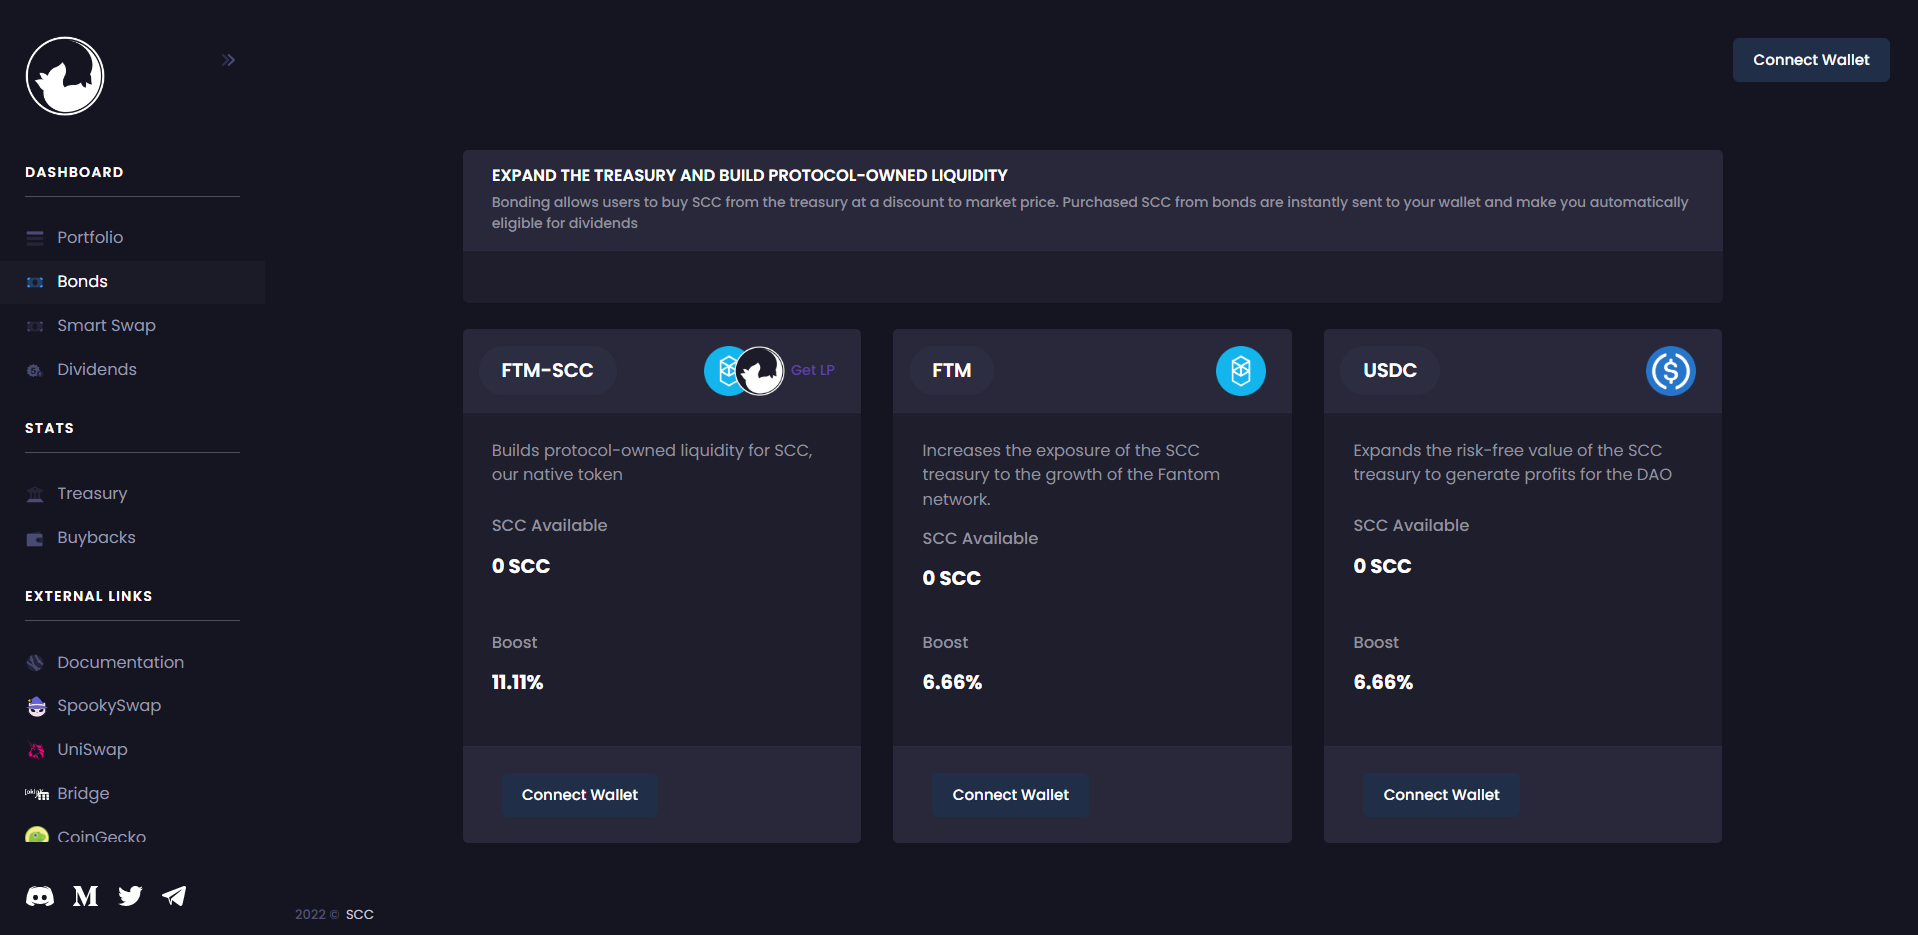 Connect Wallet
DASHBOARD
Portfolio
Bonds
Smart Swap
Dividends
STATS
Treasury
Buybacks
EXTERNAL LINKS
Documentation
SpookySwap
UniSwap
Bridge
CoinGecko
EXPAND THE TREASURY AND BUILD PROTOCOL-OWNED LIQUIDITY
Bonding allows users to buy SCC from the treasury at a discount to market price. Purchased SCC from bonds are instantly sent to your wallet and make you automatically
eligible for dividends
FTM-SCC
Get LP
Builds protocol-owned liquidity for SCC,
our native token
SCC Available
0 SCC
Boost
11.11%
Connect Wallet
FTM
Increases the exposure of the SCC
treasury to the growth of the Fantom
network.
SCC Available
0 SCC
Boost
6.66%
Connect Wallet
USDC
Expands the risk-free value of the SCC
treasury to generate profits for the DAO
SCC Available
0 SCC
Boost
6.66%
Connect Wallet
2022 © SCC